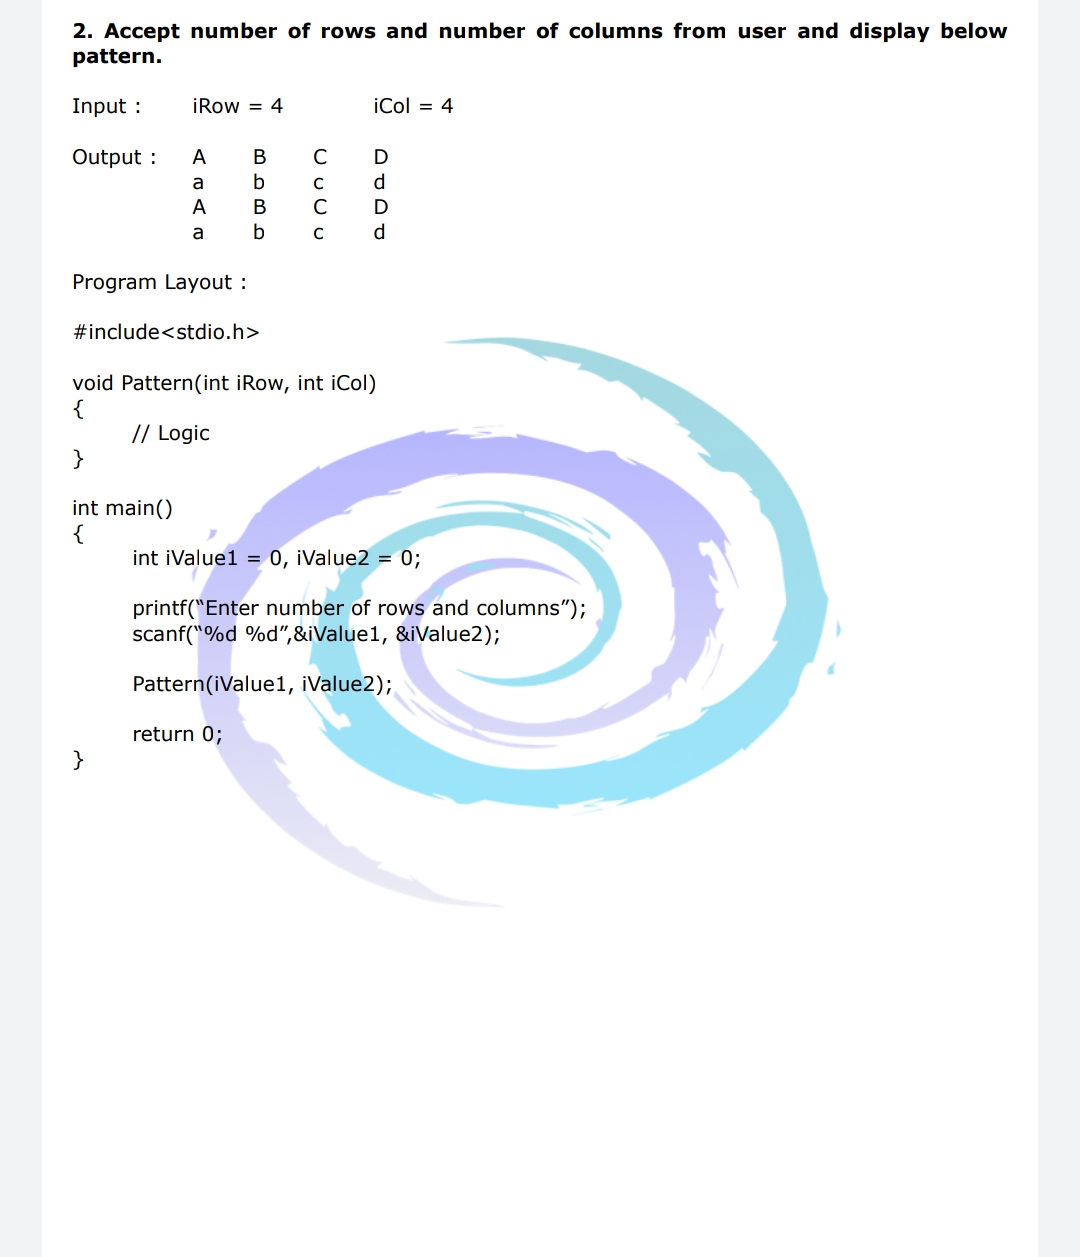 2. Accept number of rows and number of columns from user and display below
pattern.
Input : iRow = 4 iCol = 4
Output : A B C D
a b c d
A B C D
a b c d
Program Layout :
#include<stdio.h>
void Pattern(int iRow, int iCol)
{
// Logic
}
int main()
{
int iValue1 = 0, iValue2 = 0;
printf(“Enter number of rows and columns”);
scanf(“%d %d”,&iValue1, &iValue2);
Pattern(iValue1, iValue2);
return 0;
}